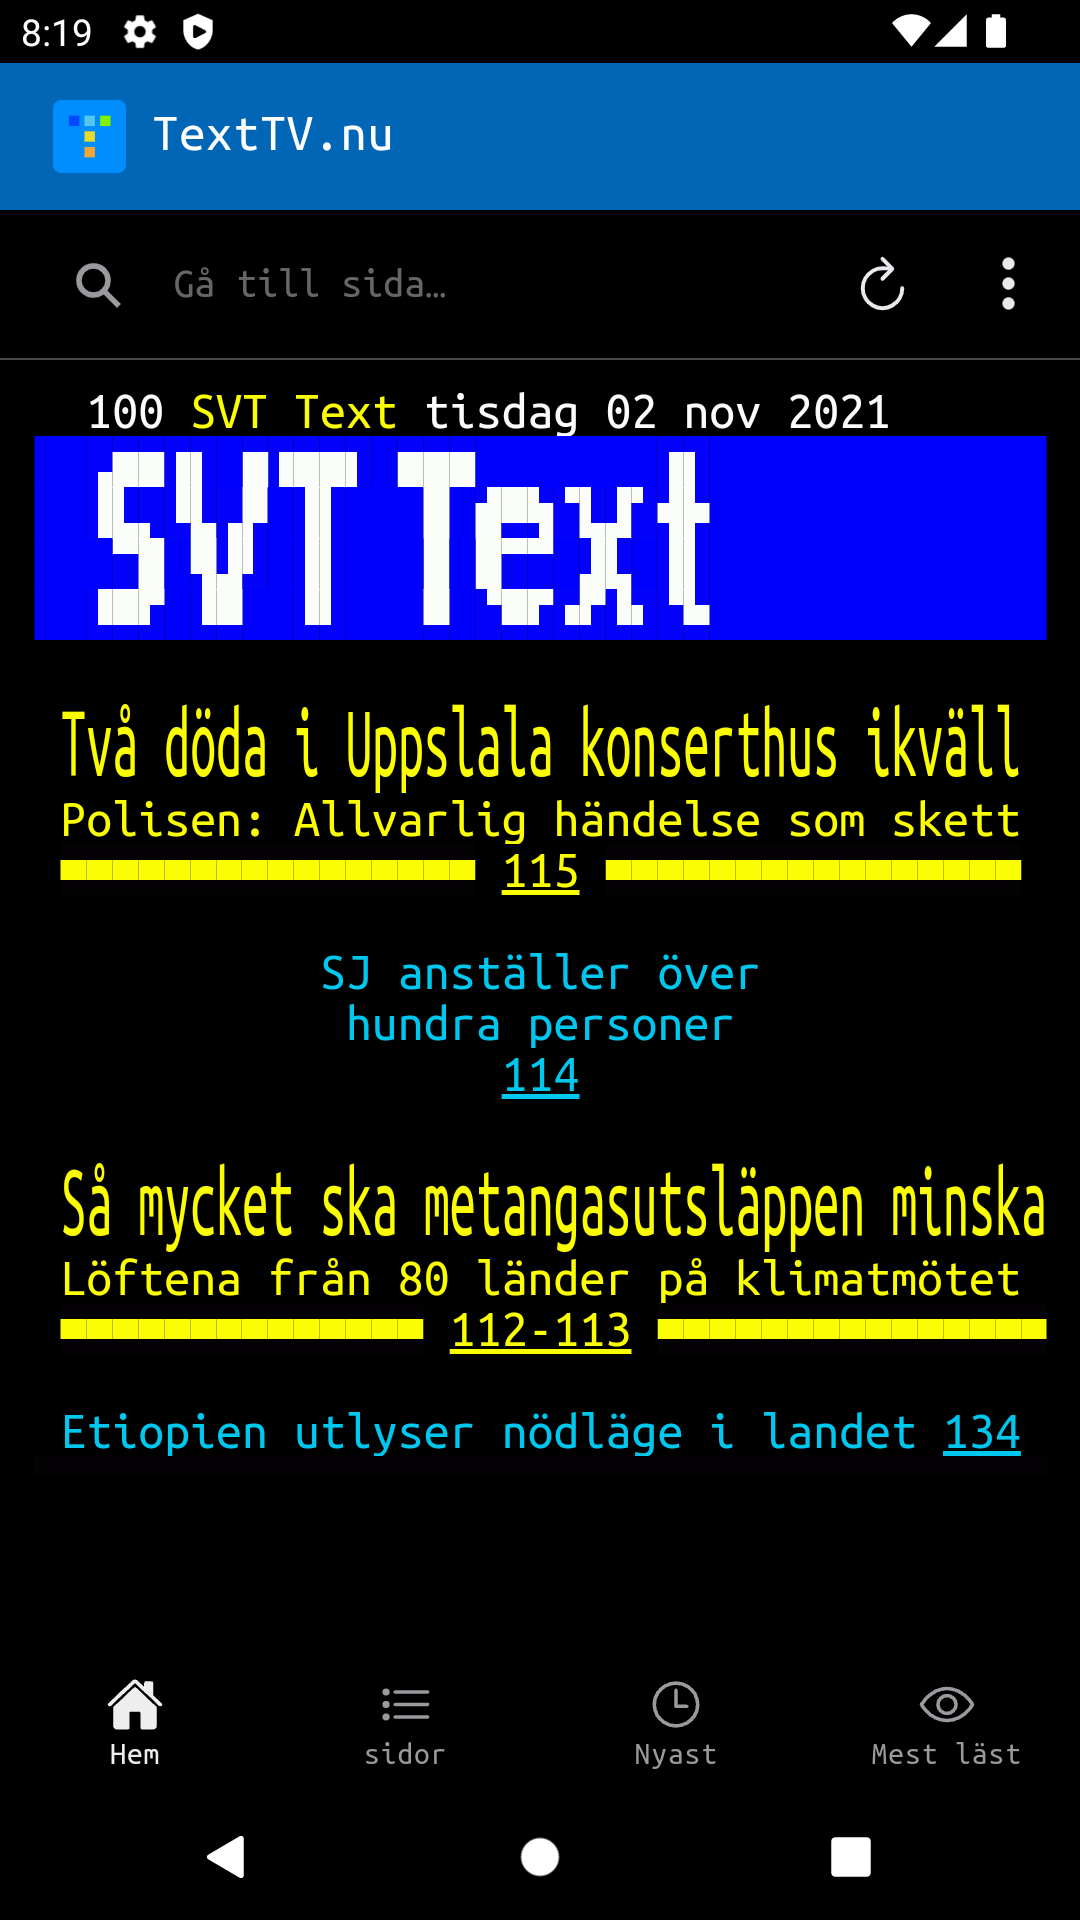 8:19
TextTV.nu
Gå till sida…
100 SVT Text tisdag 02 nov 2021
SVT Text
Två döda i Uppslala konserthus ikväll
Polisen: Allvarlig händelse som skett
115
SJ anställer över
hundra personer
114
Så mycket ska metangasutsläppen minska
Löftena från 80 länder på klimatmötet
112-113
Etiopien utlyser nödläge i landet 134
Hem sidor Nyast Mest läst